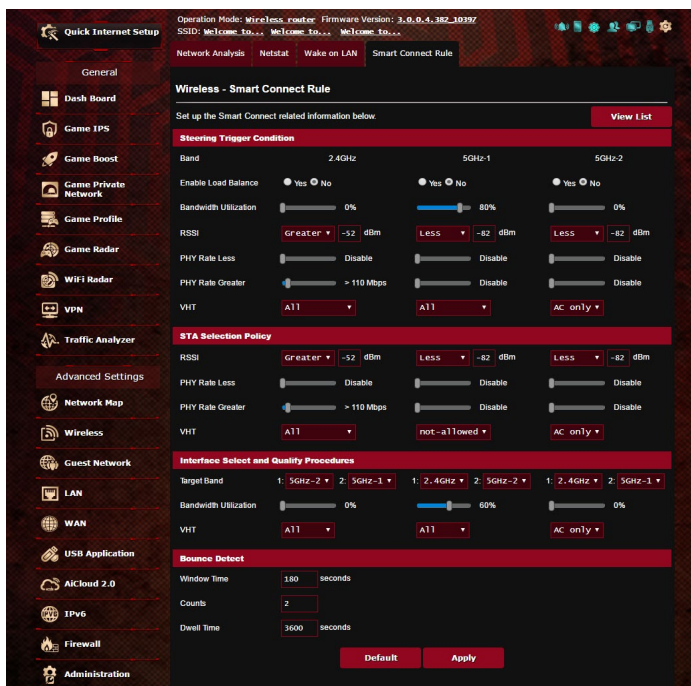 Quick Internet Setup
General
Dash Board
Game IPS
Game Boost
Game Private
Network
Game Profile
Game Radar
WiFi Radar
VPN
Traffic Analyzer
Advanced Settings
Network Map
Wireless
Guest Network
LAN
WAN
USB Application
AiCloud 2.0
IPv6
Firewall
Administration
Operation Mode: Wireless router Firmware Version: 3.0.0.4.382_10397
SSID: Welcome to... Welcome to... Welcome to...
Network Analysis Netstat Wake on LAN Smart Connect Rule
Wireless - Smart Connect Rule
Set up the Smart Connect related information below. View List
Steering Trigger Condition
Band 2.4GHz 5GHz-1 5GHz-2
Enable Load Balance Yes No Yes No Yes No
Bandwidth Utilization 0% 80% 0%
RSSI Greater -52 dBm Less -82 dBm Less -82 dBm
PHY Rate Less Disable Disable Disable
PHY Rate Greater > 110 Mbps Disable Disable
VHT All All AC only
STA Selection Policy
RSSI Greater -52 dBm Less -82 dBm Less -82 dBm
PHY Rate Less Disable Disable Disable
PHY Rate Greater > 110 Mbps Disable Disable
VHT All not-allowed AC only
Interface Select and Quality Procedures
Target Band 1: 5GHz-2 2: 5GHz-1 1: 2.4GHz 2: 5GHz-2 1: 2.4GHz 2: 5GHz-1
Bandwidth Utilization 0% 60% 0%
VHT All All AC only
Bounce Detect
Window Time 180 seconds
Counts 2
Dwell Time 3600 seconds
Default Apply